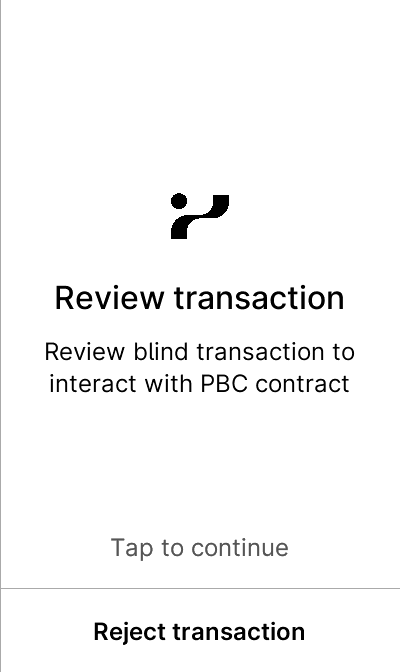 Review transaction
Review blind transaction to
interact with PBC contract
Tap to continue
Reject transaction